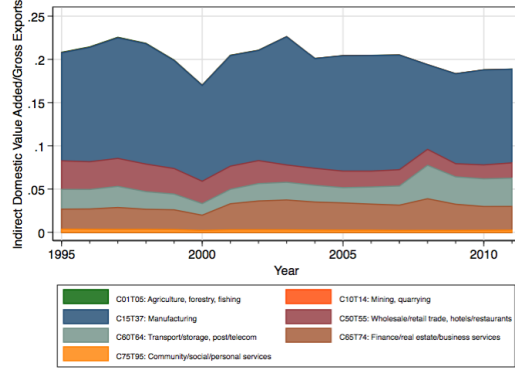 Indirect Domestic Value Added/Gross Exports
.25
.2
.15
.1
.05
0
1995
2000
2005
2010
Year
C01T05: Agriculture, forestry, fishing
C10T14: Mining, quarrying
C15T37: Manufacturing
C50T55: Wholesale/retail trade, hotels/restaurants
C60T64: Transport/storage, post/telecom
C65T74: Finance/real estate/business services
C75T95: Community/social/personal services